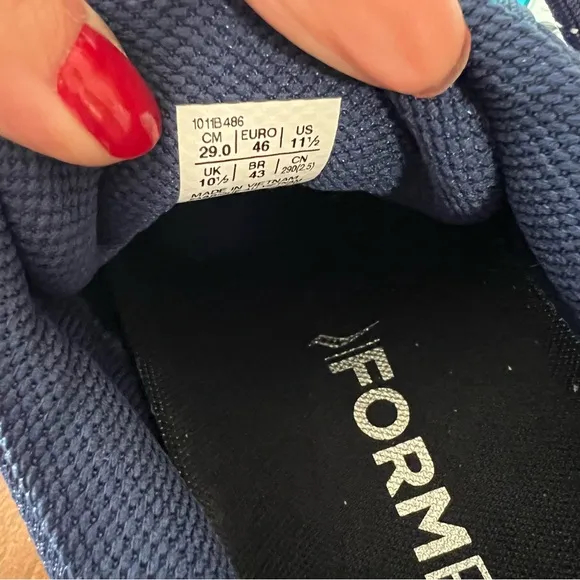 1011B486
CM | EURO | US
29.0 | 46 | 11½
UK | BR | CN
10½ | 43 | 290(2.5)
MADE IN VIETNAM
FORME